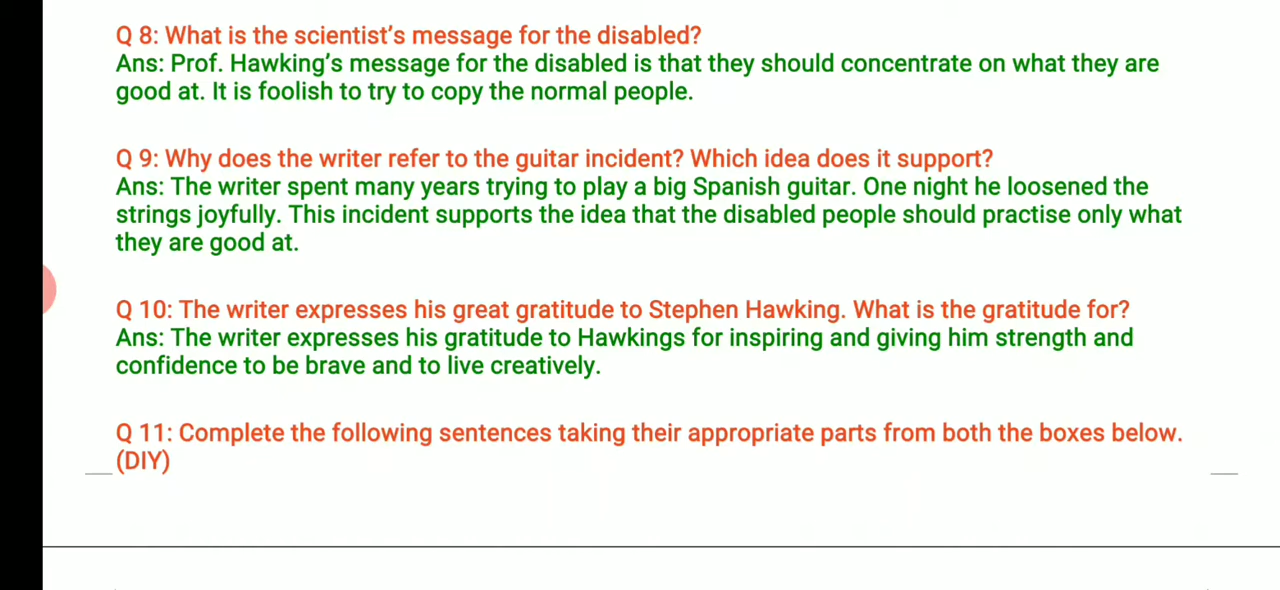 Q 8: What is the scientist's message for the disabled?
Ans: Prof. Hawking's message for the disabled is that they should concentrate on what they are
good at. It is foolish to try to copy the normal people.
Q 9: Why does the writer refer to the guitar incident? Which idea does it support?
Ans: The writer spent many years trying to play a big Spanish guitar. One night he loosened the
strings joyfully. This incident supports the idea that the disabled people should practise only what
they are good at.
Q 10: The writer expresses his great gratitude to Stephen Hawking. What is the gratitude for?
Ans: The writer expresses his gratitude to Hawkings for inspiring and giving him strength and
confidence to be brave and to live creatively.
Q 11: Complete the following sentences taking their appropriate parts from both the boxes below.
(DIY)